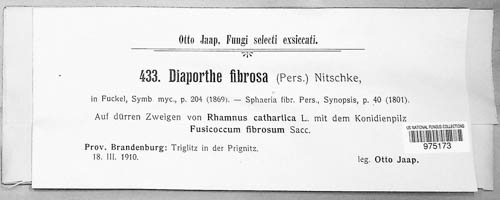 Otto Jaap, Fungi selecti exsiccati.
433. Diaporthe fibrosa (Pers.) Nitschke,
in Fuckel, Symb myc., p. 204 (1869). — Sphaeria fibr. Pers., Synopsis, p. 40 (1801).
Auf dürren Zweigen von Rhamnus cathartica L. mit dem Konidienpilz
Fusicoccum fibrosum Sacc.
US NATIONAL FUNGUS COLLECTIONS
975173
Prov. Brandenburg: Triglitz in der Prignitz.
18. III. 1910.
leg. Otto Jaap.